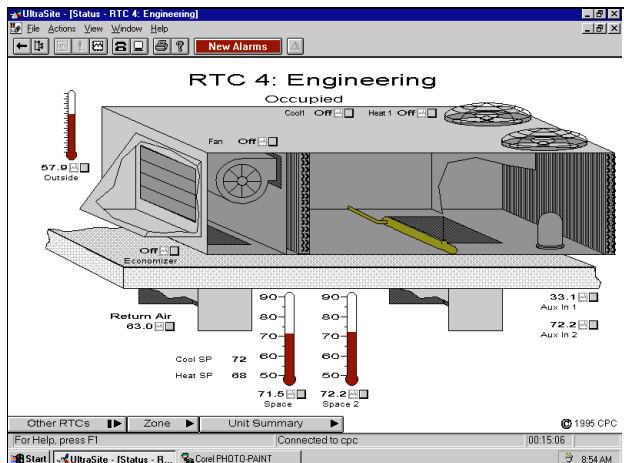 UltraSite - [Status - RTC 4: Engineering]
File Actions View Window Help
New Alarms
RTC 4: Engineering
Occupied
Cool1 Off Heat 1 Off
Fan Off
57.9
Outside
Off
Economizer
Return Air
63.0
90 90
80 80
70 70
60 60
50 50
Cool SP 72
Heat SP 68
71.5 72.2
Space Space 2
33.1
Aux In 1
72.2
Aux In 2
Other RTCs Zone Unit Summary © 1995 CPC
For Help, press F1 Connected to cpc 00:15:06
Start UltraSite - [Status - R... Corel PHOTO-PAINT 8:54 AM